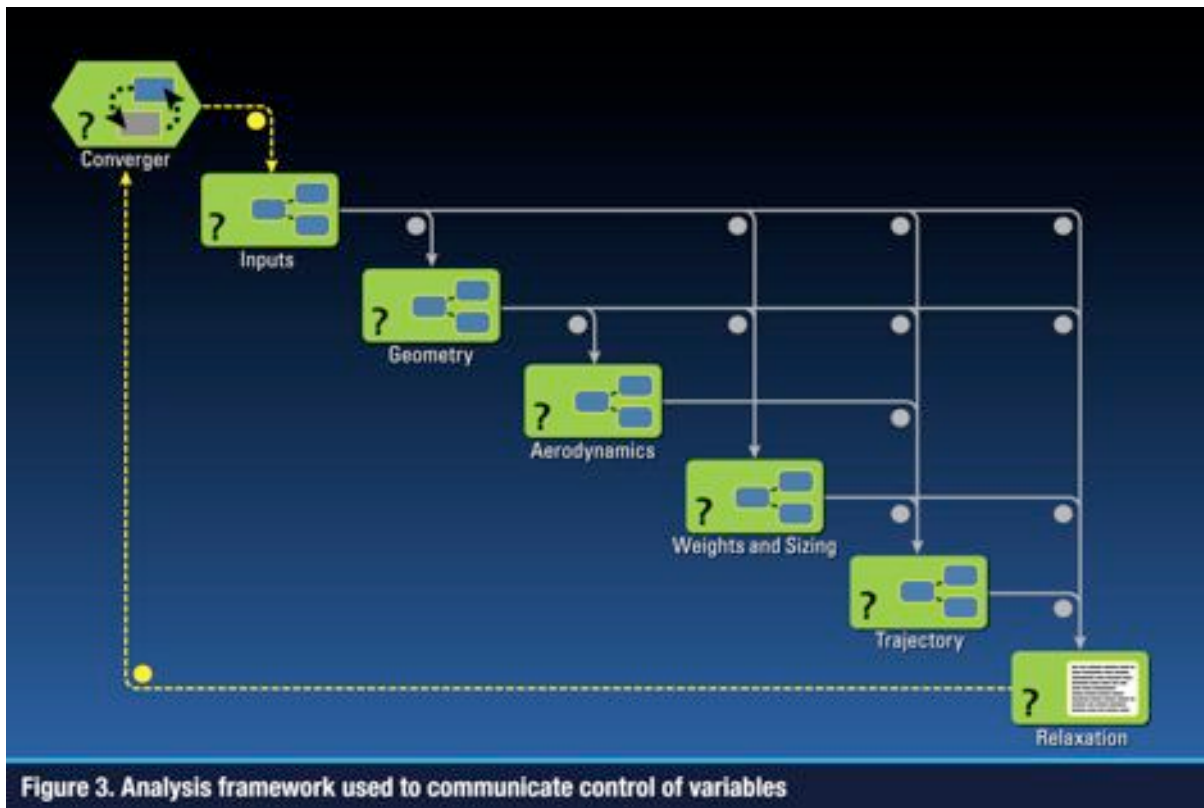 ?
Converger
?
Inputs
?
Geometry
?
Aerodynamics
?
Weights and Sizing
?
Trajectory
?
Relaxation
Figure 3. Analysis framework used to communicate control of variables